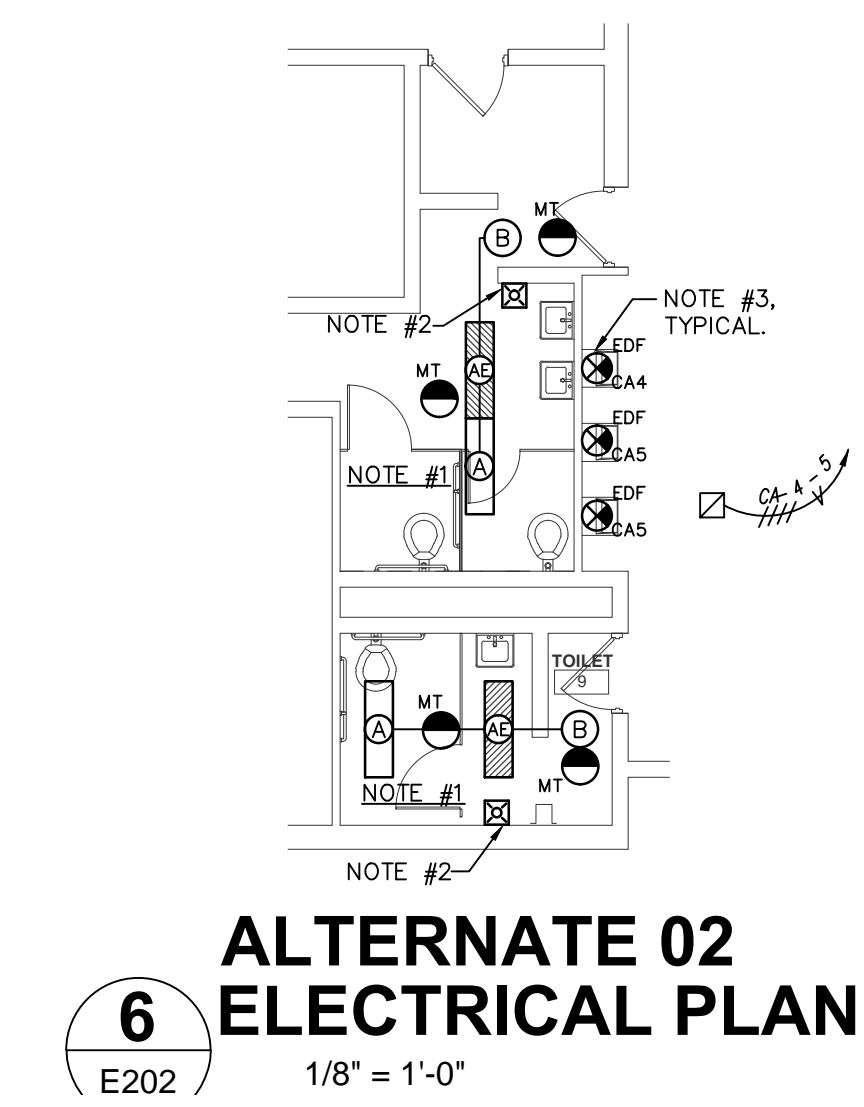 MT
B
NOTE #2
NOTE #3,
TYPICAL.
MT
AE
EDF
CA4
EDF
CA5
NOTE #1
A
EDF
CA5
CA- 4 - 5
TOILET
9
MT
A
AE
B
MT
NOTE #1
NOTE #2
ALTERNATE 02
ELECTRICAL PLAN
6
E202
1/8" = 1'-0"